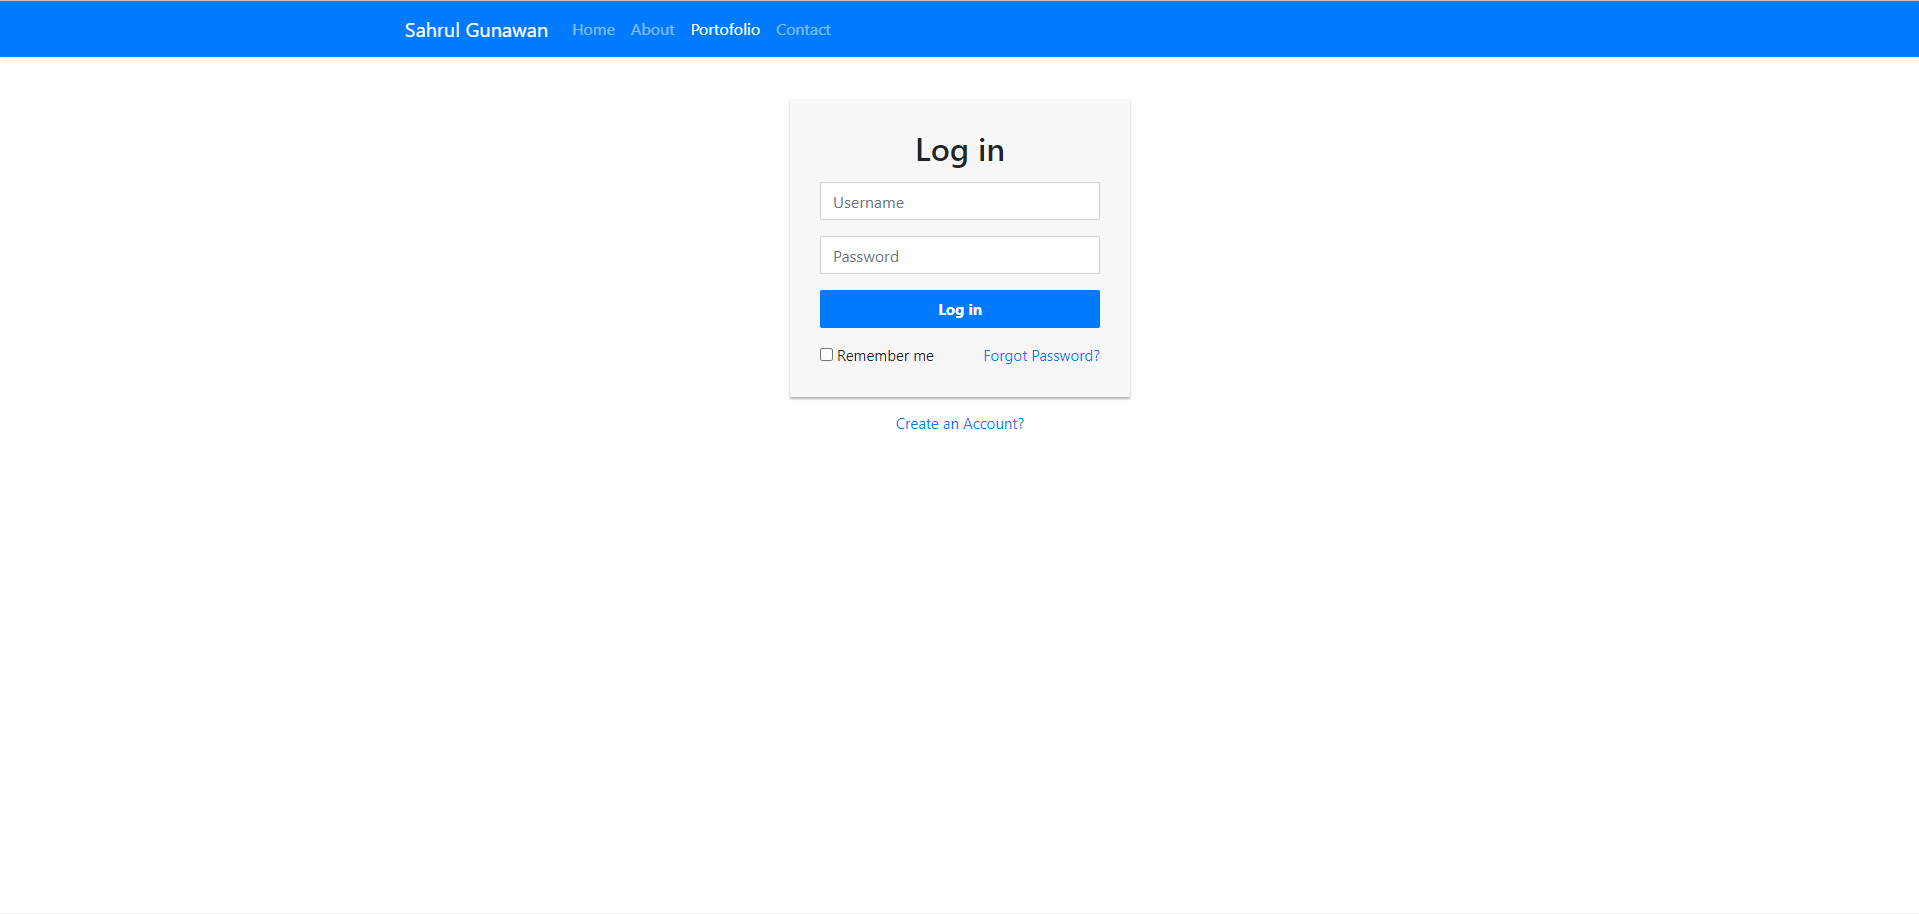 Sahrul Gunawan Home About Portofolio Contact
Log in
Username
Password
Log in
Remember me Forgot Password?
Create an Account?